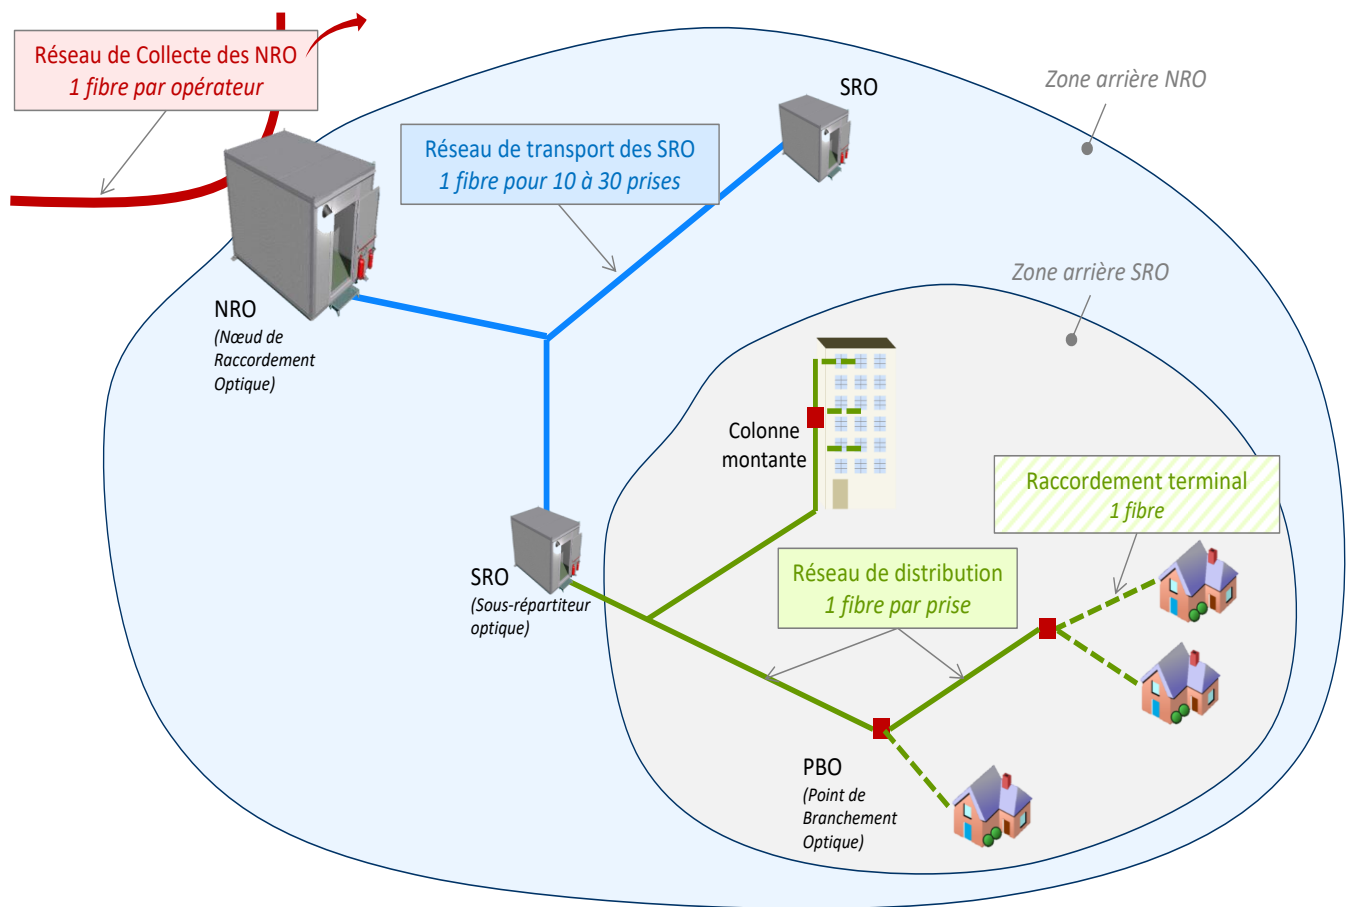 Réseau de Collecte des NRO
1 fibre par opérateur
Zone arrière NRO
SRO
Réseau de transport des SRO
1 fibre pour 10 à 30 prises
Zone arrière SRO
NRO
(Nœud de
Raccordement
Optique)
Colonne
montante
Raccordement terminal
1 fibre
SRO
(Sous-répartiteur
optique)
Réseau de distribution
1 fibre par prise
PBO
(Point de
Branchement
Optique)